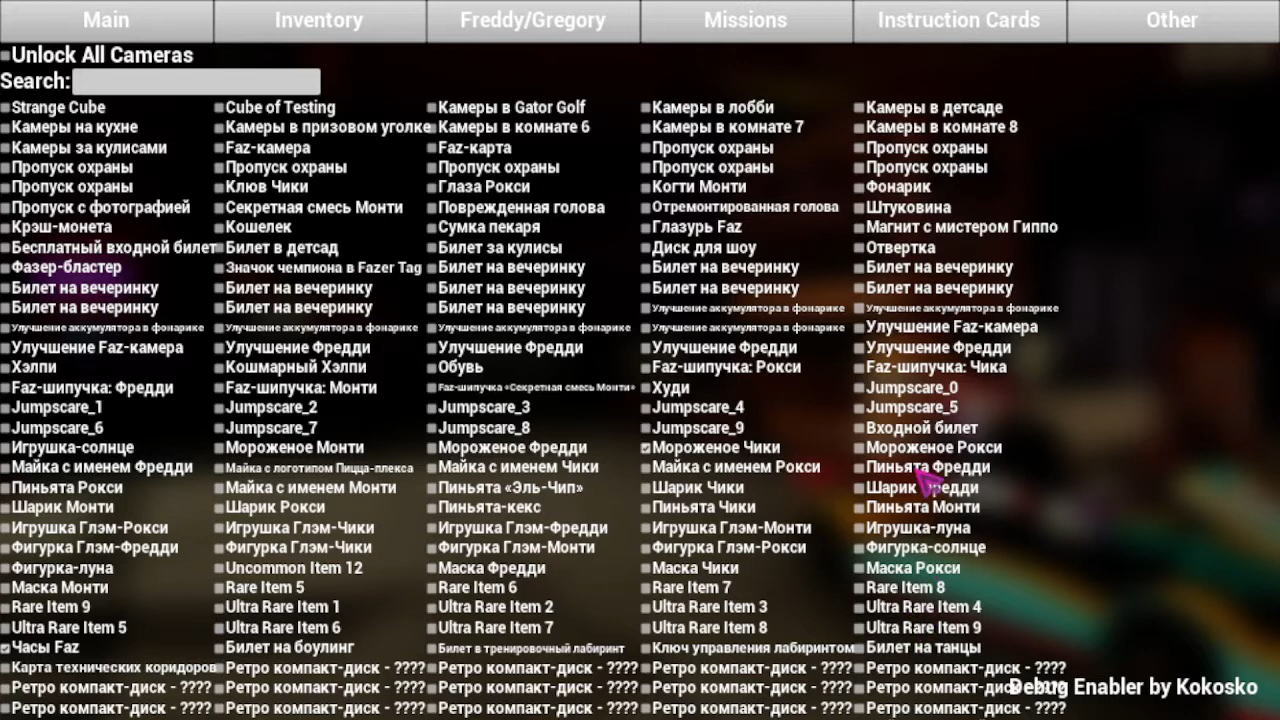 Main Inventory Freddy/Gregory Missions Instruction Cards Other
Unlock All Cameras
Search:
Strange Cube Cube of Testing Камеры в Gator Golf Камеры в лобби Камеры в детсаде
Камеры на кухне Камеры в призовом уголке Камеры в комнате 6 Камеры в комнате 7 Камеры в комнате 8
Камеры за кулисами Faz-камера Faz-карта Пропуск охраны Пропуск охраны
Пропуск охраны Пропуск охраны Пропуск охраны Пропуск охраны Пропуск охраны
Пропуск охраны Клюв Чики Глаза Рокси Когти Монти Фонарик
Пропуск с фотографией Секретная смесь Монти Поврежденная голова Отремонтированная голова Штуковина
Крэш-монета Кошелек Сумка пекаря Глазурь Faz Магнит с мистером Гиппо
Бесплатный входной билет Билет в детсад Билет за кулисы Диск для шоу Отвертка
Фазер-бластер Значок чемпиона в Fazer Tag Билет на вечеринку Билет на вечеринку Билет на вечеринку
Билет на вечеринку Билет на вечеринку Билет на вечеринку Билет на вечеринку Билет на вечеринку
Билет на вечеринку Билет на вечеринку Билет на вечеринку Улучшение аккумулятора в фонарике Улучшение аккумулятора в фонарике
Улучшение аккумулятора в фонарике Улучшение аккумулятора в фонарике Улучшение аккумулятора в фонарике Улучшение аккумулятора в фонарике Улучшение Faz-камера
Улучшение Faz-камера Улучшение Фредди Улучшение Фредди Улучшение Фредди Улучшение Фредди
Хэлпи Кошмарный Хэлпи Обувь Faz-шипучка: Рокси Faz-шипучка: Чика
Faz-шипучка: Фредди Faz-шипучка: Монти Faz-шипучка «Секретная смесь Монти» Худи Jumpscare_0
Jumpscare_1 Jumpscare_2 Jumpscare_3 Jumpscare_4 Jumpscare_5
Jumpscare_6 Jumpscare_7 Jumpscare_8 Jumpscare_9 Входной билет
Игрушка-солнце Мороженое Монти Мороженое Фредди Мороженое Чики Мороженое Рокси
Майка с именем Фредди Майка с логотипом Пицца-плекса Майка с именем Чики Майка с именем Рокси Пиньята Фредди
Пиньята Рокси Майка с именем Монти Пиньята «Эль-Чип» Шарик Чики Шарик Фредди
Шарик Монти Шарик Рокси Пиньята-кекс Пиньята Чики Пиньята Монти
Игрушка Глэм-Рокси Игрушка Глэм-Чики Игрушка Глэм-Фредди Игрушка Глэм-Монти Игрушка-луна
Фигурка Глэм-Фредди Фигурка Глэм-Чики Фигурка Глэм-Монти Фигурка Глэм-Рокси Фигурка-солнце
Фигурка-луна Uncommon Item 12 Маска Фредди Маска Чики Маска Рокси
Маска Монти Rare Item 5 Rare Item 6 Rare Item 7 Rare Item 8
Rare Item 9 Ultra Rare Item 1 Ultra Rare Item 2 Ultra Rare Item 3 Ultra Rare Item 4
Ultra Rare Item 5 Ultra Rare Item 6 Ultra Rare Item 7 Ultra Rare Item 8 Ultra Rare Item 9
Часы Faz Билет на боулинг Билет в тренировочный лабиринт Ключ управления лабиринтом Билет на танцы
Карта технических коридоров Ретро компакт-диск - ???? Ретро компакт-диск - ???? Ретро компакт-диск - ???? Ретро компакт-диск - ????
Ретро компакт-диск - ???? Ретро компакт-диск - ???? Ретро компакт-диск - ???? Ретро компакт-диск - ???? Ретро компакт-диск - ???? Debug Enabler by Kokosko
Ретро компакт-диск - ???? Ретро компакт-диск - ???? Ретро компакт-диск - ???? Ретро компакт-диск - ???? Ретро компакт-диск - ????